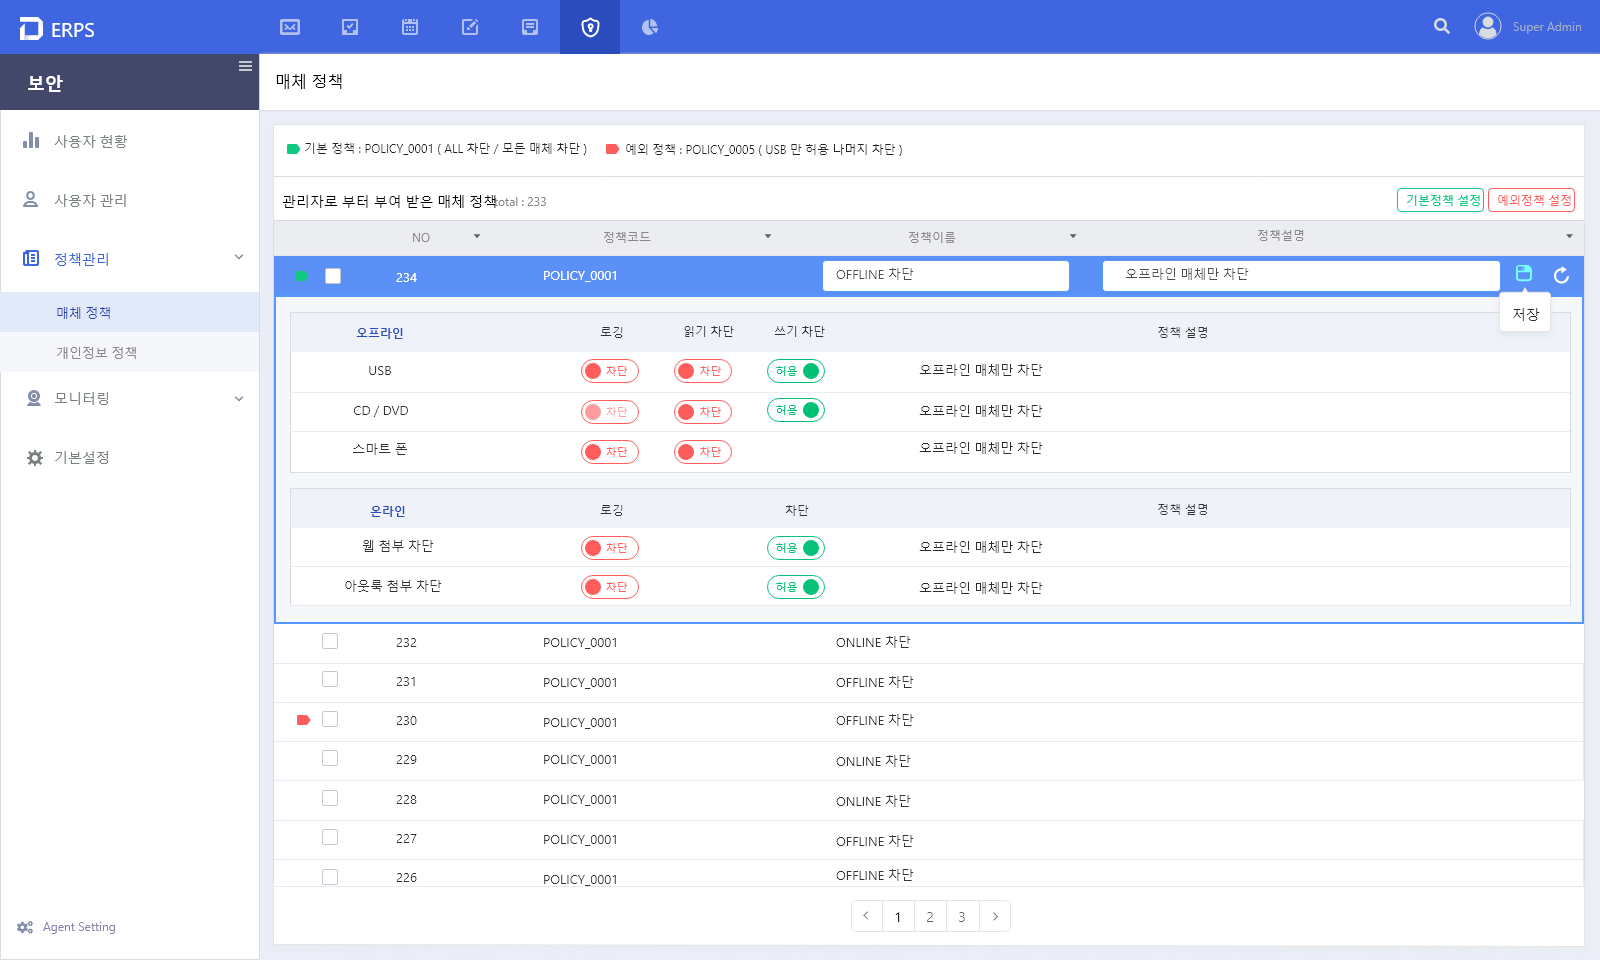 ERPS
Super Admin
보안
매체 정책
사용자 현황
사용자 관리
정책관리
매체 정책
개인정보 정책
모니터링
기본설정
Agent Setting
기본 정책 : POLICY_0001 ( ALL 차단 / 모든 매체 차단 )
예외 정책 : POLICY_0005 ( USB 만 허용 나머지 차단 )
관리자로 부터 부여 받은 매체 정책 total : 233
기본정책 설정 예외정책 설정
NO 정책코드 정책이름 정책설명
234 POLICY_0001 OFFLINE 차단 오프라인 매체만 차단
저장
오프라인 로깅 읽기 차단 쓰기 차단 정책 설명
USB 차단 차단 허용 오프라인 매체만 차단
CD / DVD 차단 차단 허용 오프라인 매체만 차단
스마트 폰 차단 차단 오프라인 매체만 차단
온라인 로깅 차단 정책 설명
웹 첨부 차단 차단 허용 오프라인 매체만 차단
아웃룩 첨부 차단 차단 허용 오프라인 매체만 차단
232 POLICY_0001 ONLINE 차단
231 POLICY_0001 OFFLINE 차단
230 POLICY_0001 OFFLINE 차단
229 POLICY_0001 ONLINE 차단
228 POLICY_0001 ONLINE 차단
227 POLICY_0001 OFFLINE 차단
226 POLICY_0001 OFFLINE 차단
1 2 3